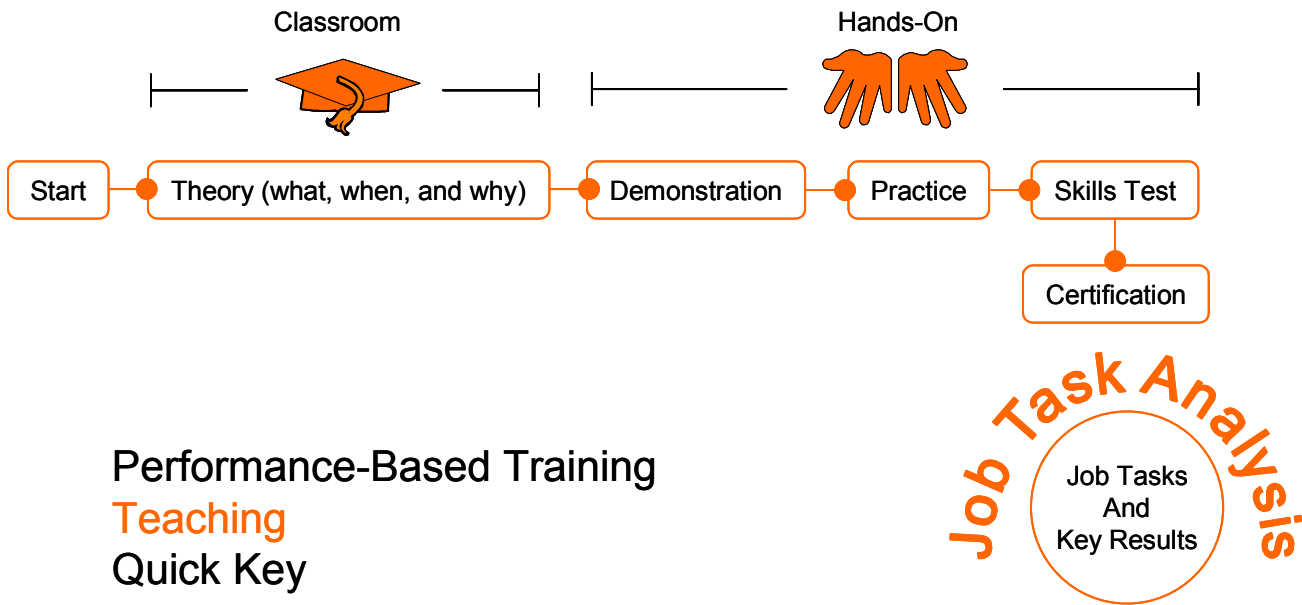 Classroom
Hands-On
Start
Theory (what, when, and why)
Demonstration
Practice
Skills Test
Certification
Job Task Analysis
Job Tasks
And
Key Results
Performance-Based Training
Teaching
Quick Key